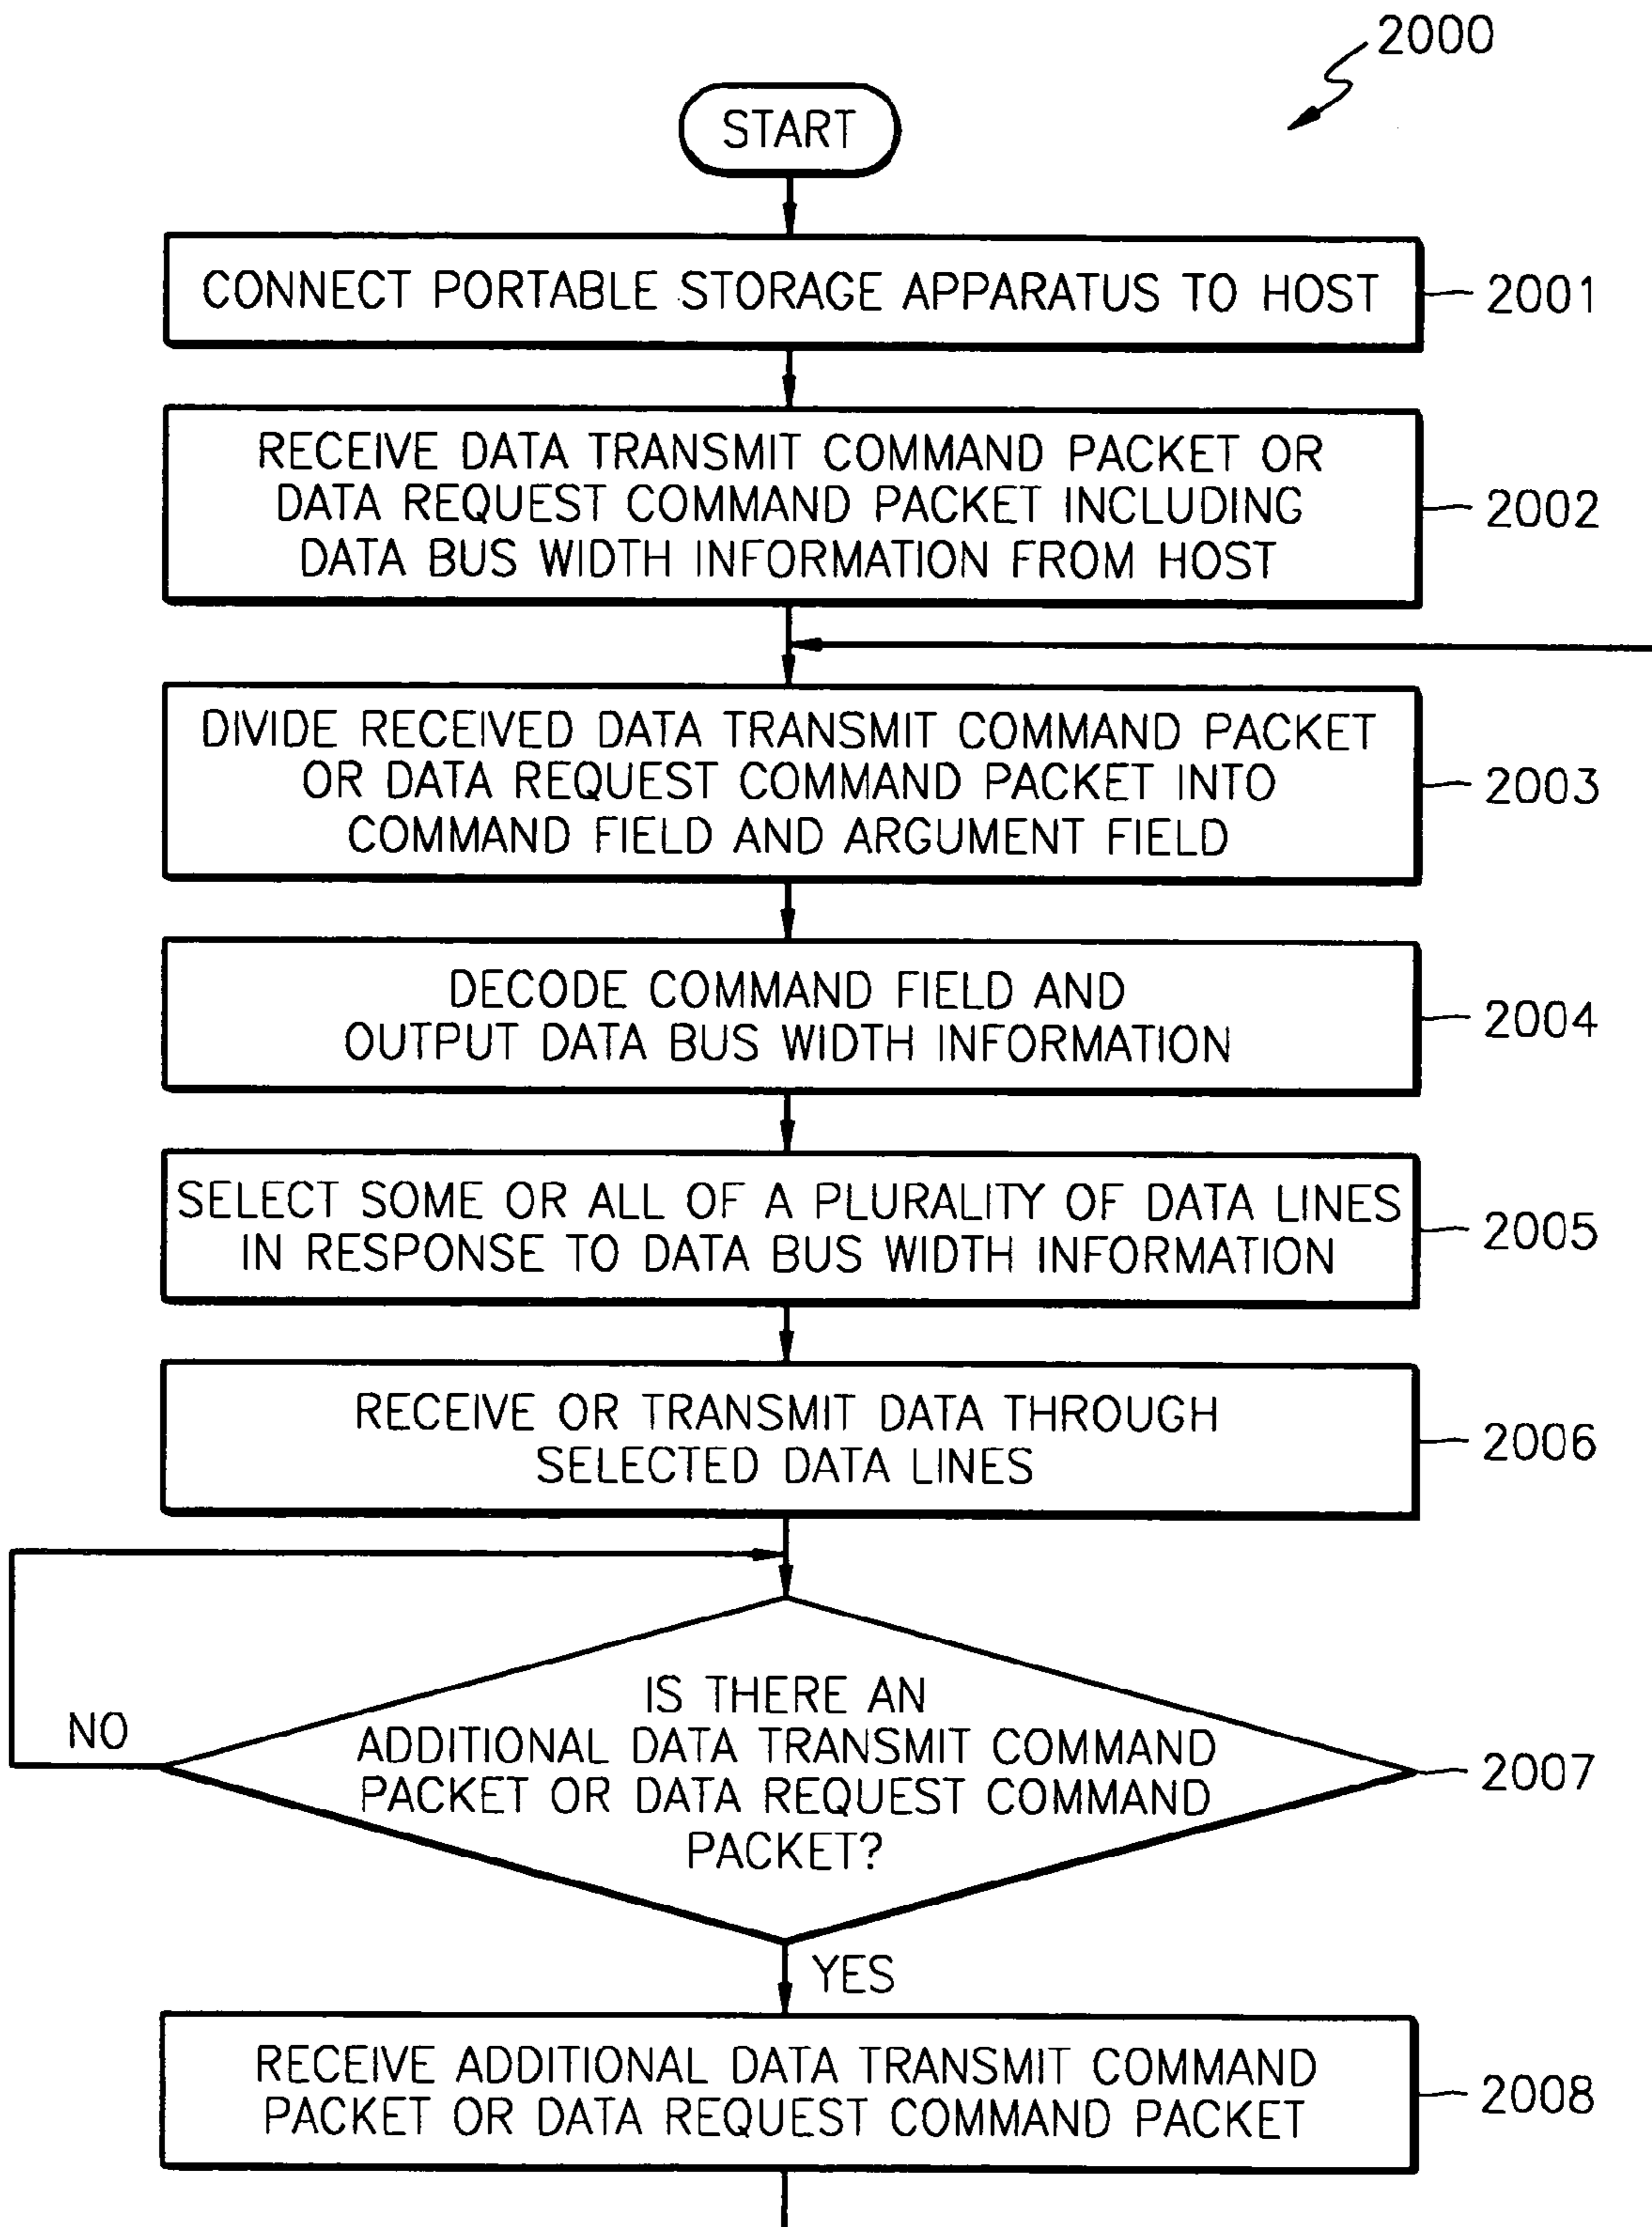 2000
START
CONNECT PORTABLE STORAGE APPARATUS TO HOST
2001
RECEIVE DATA TRANSMIT COMMAND PACKET OR
DATA REQUEST COMMAND PACKET INCLUDING
DATA BUS WIDTH INFORMATION FROM HOST
2002
DIVIDE RECEIVED DATA TRANSMIT COMMAND PACKET
OR DATA REQUEST COMMAND PACKET INTO
COMMAND FIELD AND ARGUMENT FIELD
2003
DECODE COMMAND FIELD AND
OUTPUT DATA BUS WIDTH INFORMATION
2004
SELECT SOME OR ALL OF A PLURALITY OF DATA LINES
IN RESPONSE TO DATA BUS WIDTH INFORMATION
2005
RECEIVE OR TRANSMIT DATA THROUGH
SELECTED DATA LINES
2006
IS THERE AN
ADDITIONAL DATA TRANSMIT COMMAND
PACKET OR DATA REQUEST COMMAND
PACKET?
NO
2007
YES
RECEIVE ADDITIONAL DATA TRANSMIT COMMAND
PACKET OR DATA REQUEST COMMAND PACKET
2008